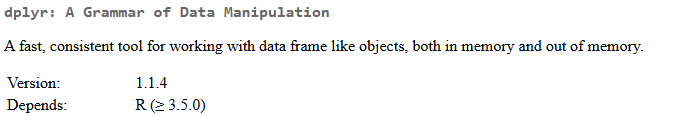 dplyr: A Grammar of Data Manipulation
A fast, consistent tool for working with data frame like objects, both in memory and out of memory.
Version: 1.1.4
Depends: R (≥ 3.5.0)